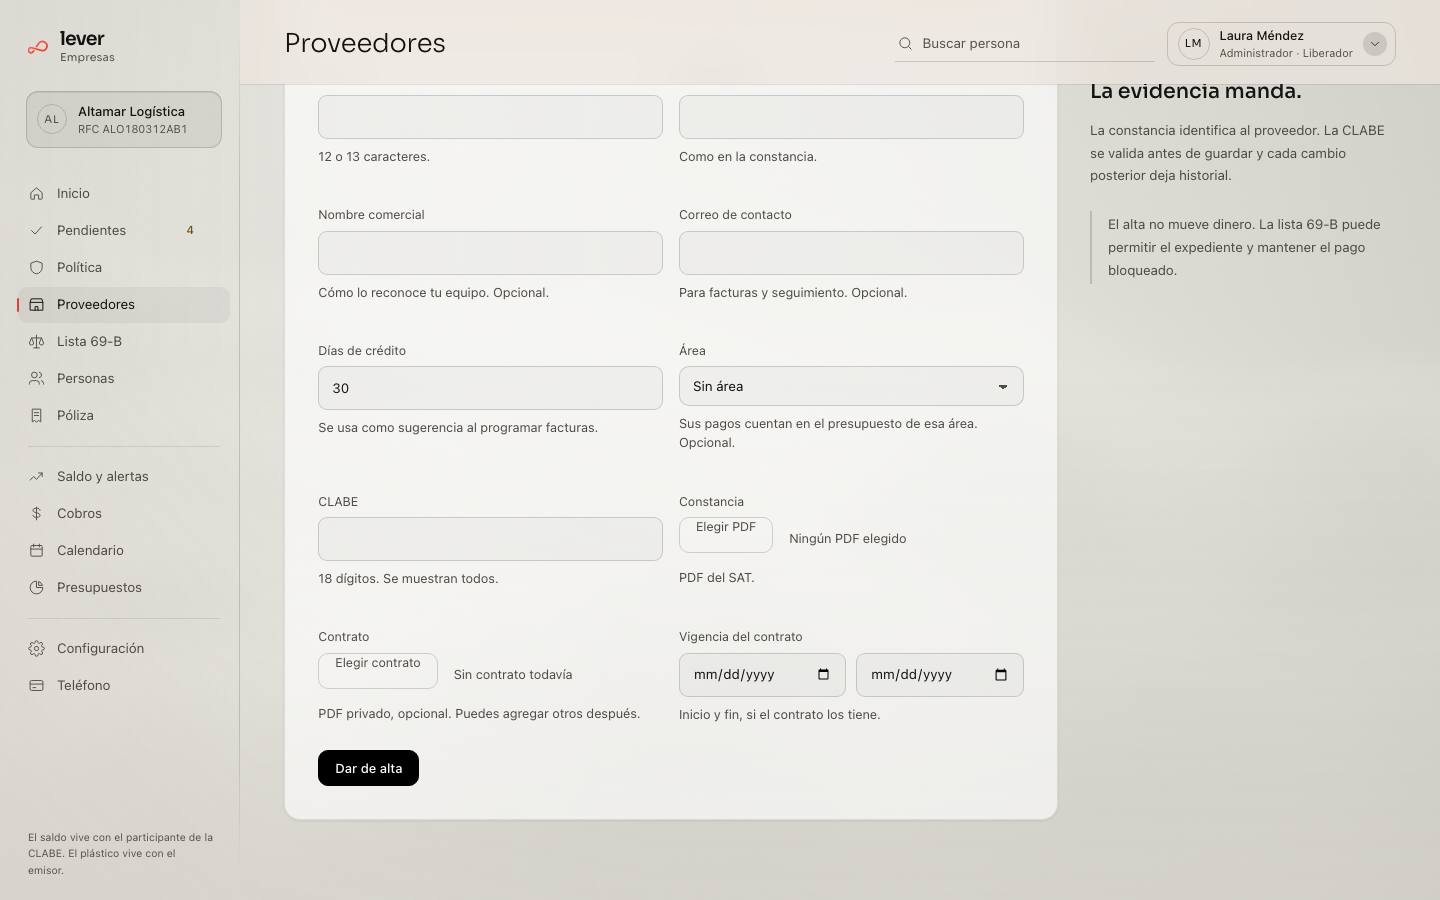 lever
Empresas
AL
Altamar Logística
RFC ALO180312AB1
Inicio
Pendientes
4
Política
Proveedores
Lista 69-B
Personas
Póliza
Saldo y alertas
Cobros
Calendario
Presupuestos
Configuración
Teléfono
El saldo vive con el participante de la
CLABE. El plástico vive con el
emisor.
Proveedores
Buscar persona
LM
Laura Méndez
Administrador · Liberador
12 o 13 caracteres.
Como en la constancia.
Nombre comercial
Correo de contacto
Cómo lo reconoce tu equipo. Opcional.
Para facturas y seguimiento. Opcional.
Días de crédito
Área
30
Sin área
Se usa como sugerencia al programar facturas.
Sus pagos cuentan en el presupuesto de esa área.
Opcional.
CLABE
Constancia
Elegir PDF
Ningún PDF elegido
18 dígitos. Se muestran todos.
PDF del SAT.
Contrato
Vigencia del contrato
Elegir contrato
Sin contrato todavía
mm/dd/yyyy
mm/dd/yyyy
PDF privado, opcional. Puedes agregar otros después.
Inicio y fin, si el contrato los tiene.
Dar de alta
La evidencia manda.
La constancia identifica al proveedor. La CLABE
se valida antes de guardar y cada cambio
posterior deja historial.
El alta no mueve dinero. La lista 69-B puede
permitir el expediente y mantener el pago
bloqueado.